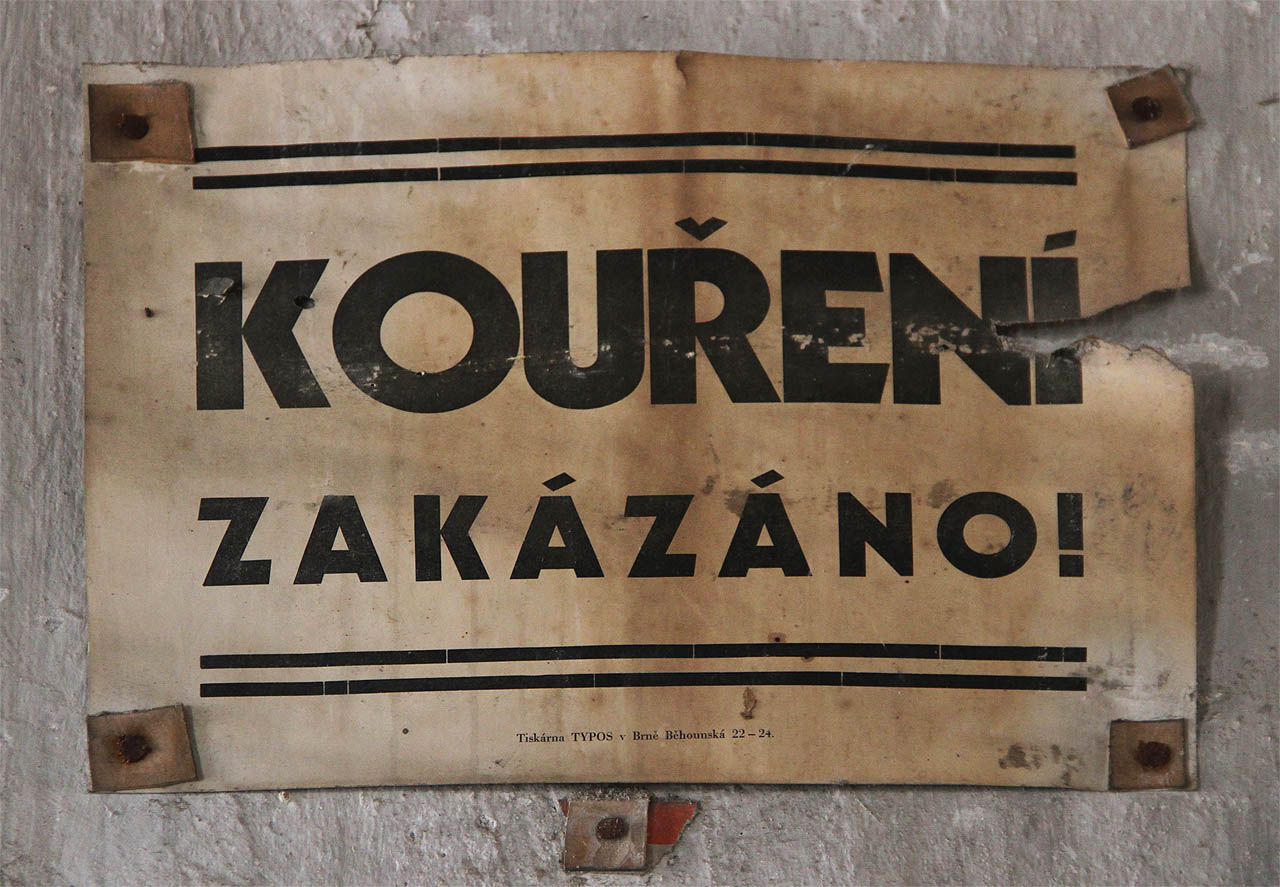 KOUŘENÍ
ZAKÁZÁNO!
Tiskárna TYPOS v Brně Běhounská 22–24.